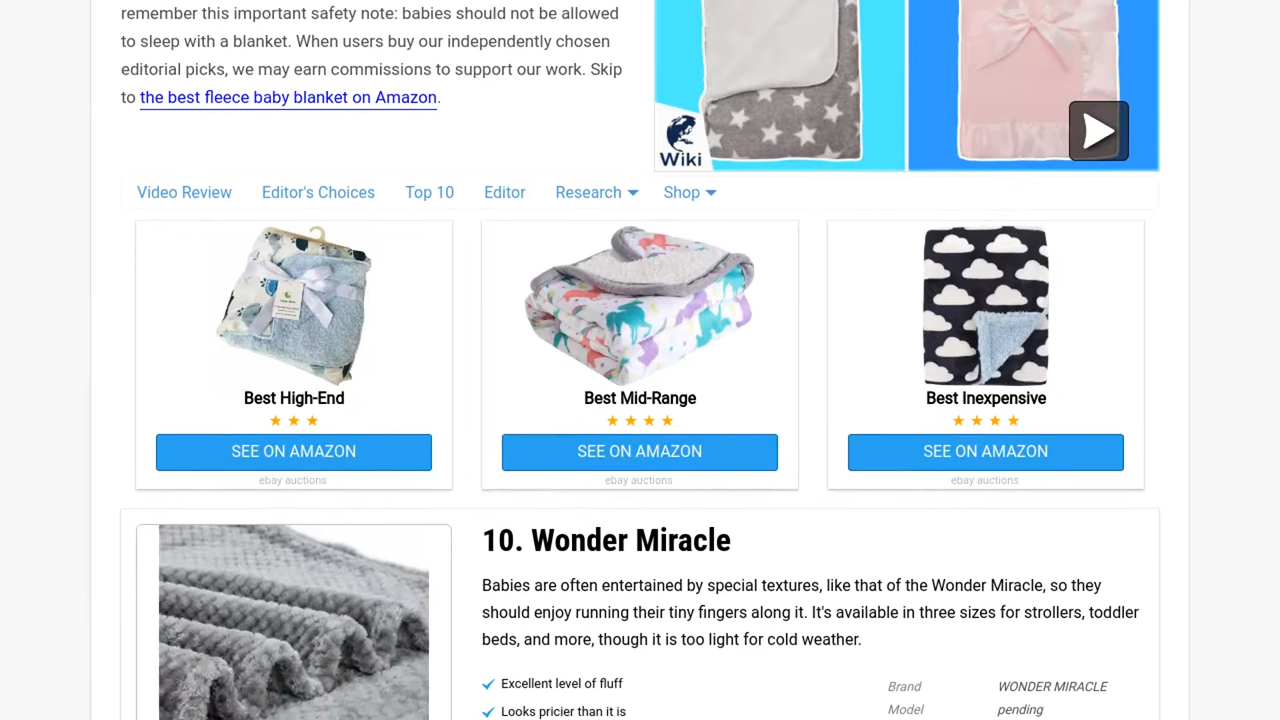 remember this important safety note: babies should not be allowed
to sleep with a blanket. When users buy our independently chosen
editorial picks, we may earn commissions to support our work. Skip
to the best fleece baby blanket on Amazon.
Wiki
Video Review Editor's Choices Top 10 Editor Research Shop
Best High-End
SEE ON AMAZON
ebay auctions
Best Mid-Range
SEE ON AMAZON
ebay auctions
Best Inexpensive
SEE ON AMAZON
ebay auctions
10. Wonder Miracle
Babies are often entertained by special textures, like that of the Wonder Miracle, so they
should enjoy running their tiny fingers along it. It's available in three sizes for strollers, toddler
beds, and more, though it is too light for cold weather.
Excellent level of fluff
Looks pricier than it is
Brand WONDER MIRACLE
Model pending